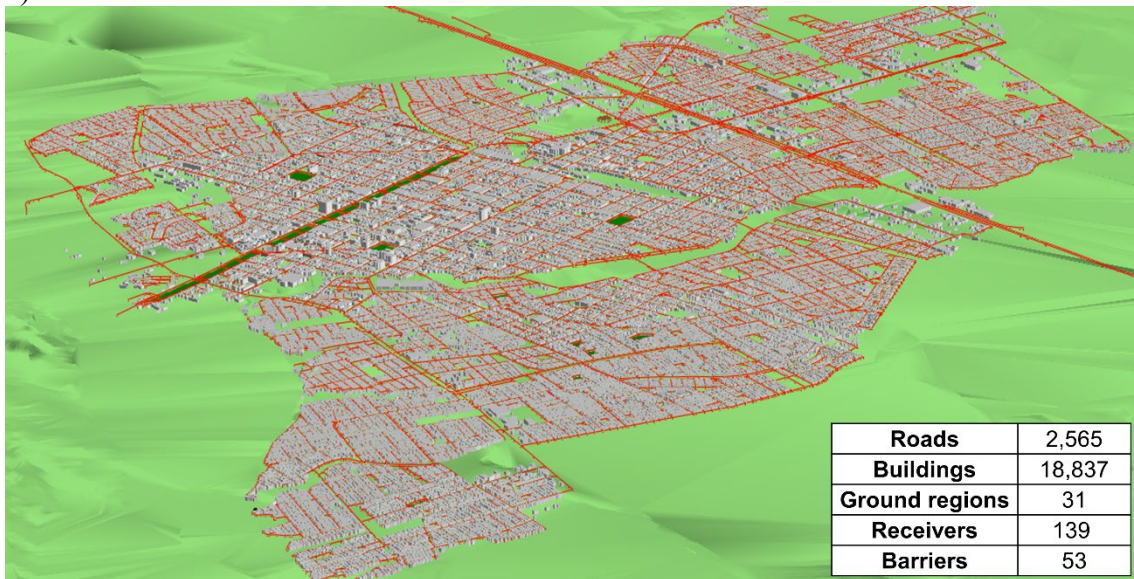 Roads 2,565
Buildings 18,837
Ground regions 31
Receivers 139
Barriers 53